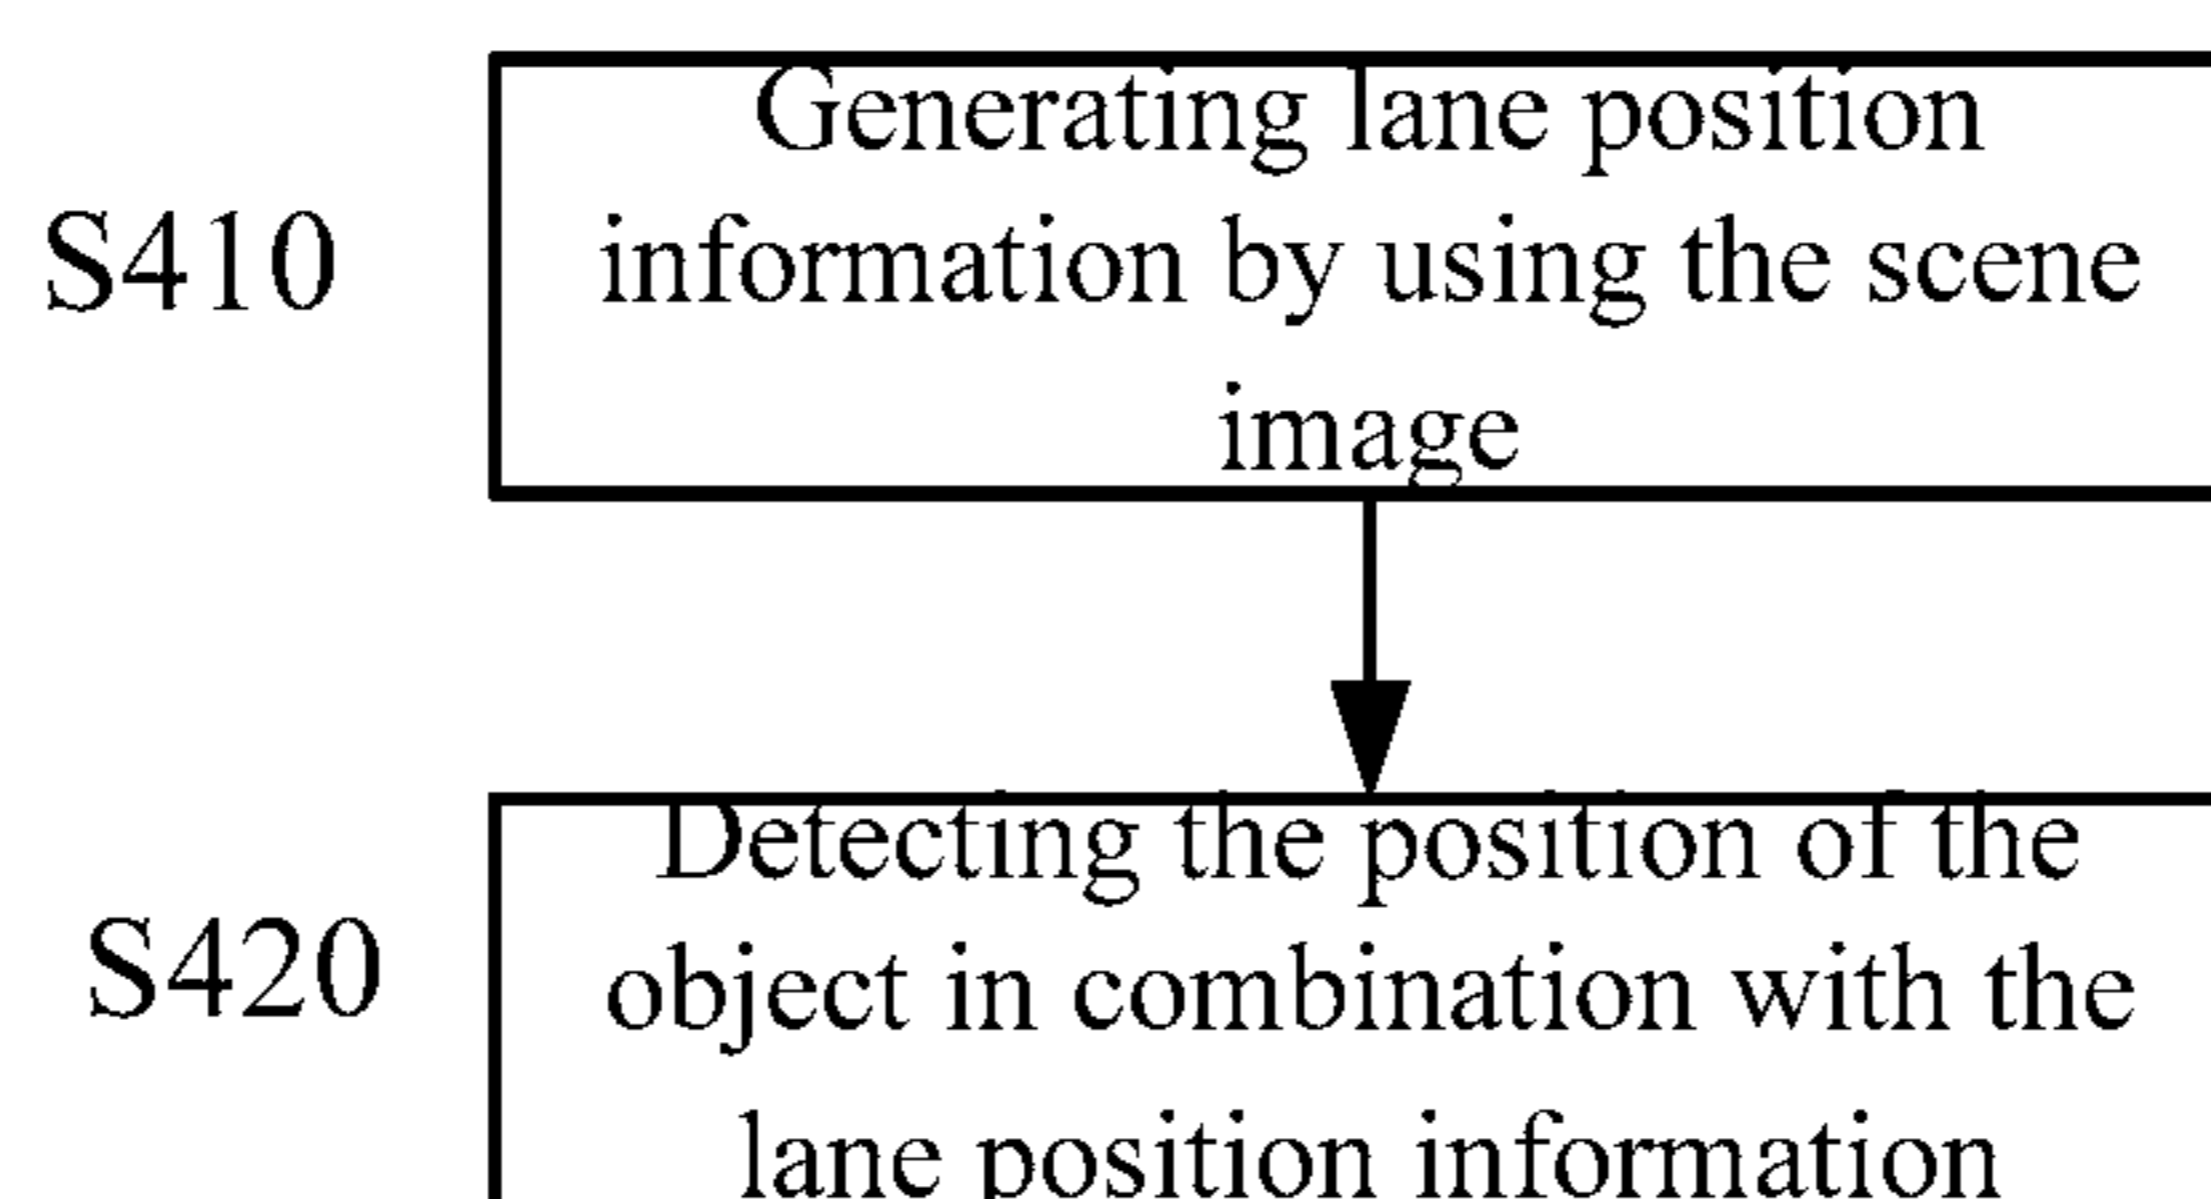 S410
Generating lane position
information by using the scene
image
S420
Detecting the position of the
object in combination with the
lane position information